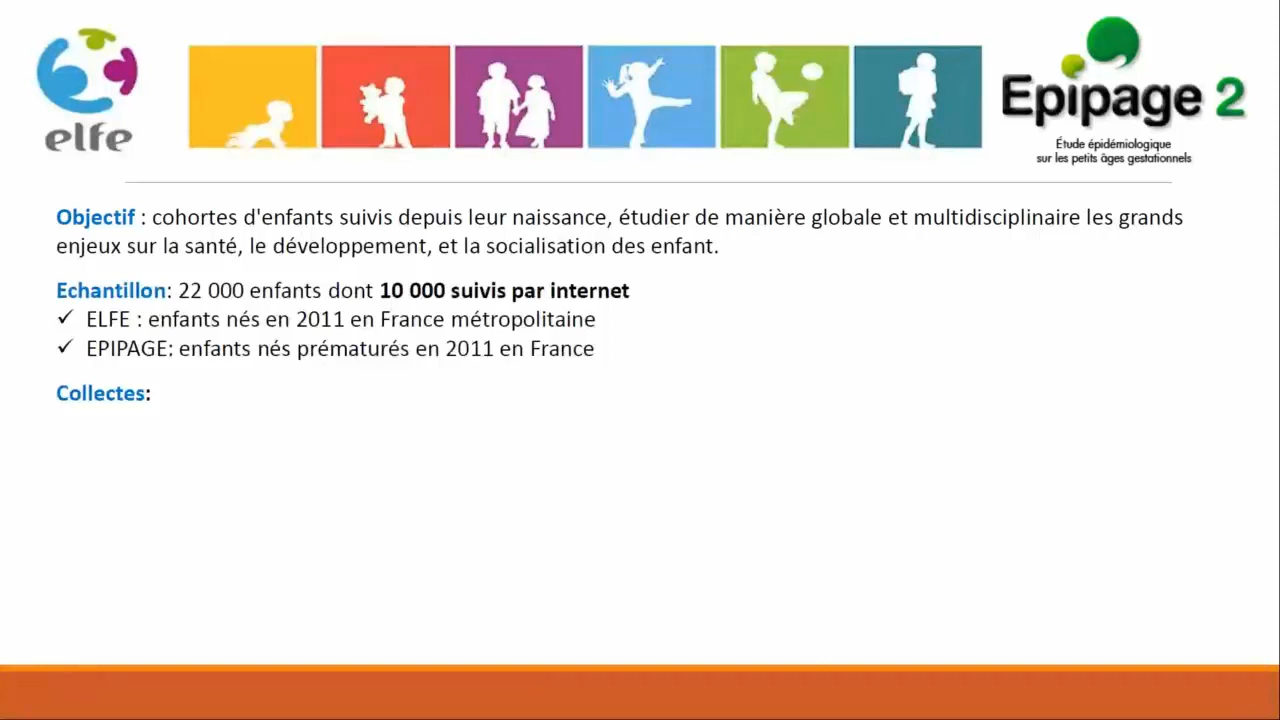 elfe
Epipage 2
Étude épidémiologique
sur les petits âges gestationnels
Objectif : cohortes d'enfants suivis depuis leur naissance, étudier de manière globale et multidisciplinaire les grands
enjeux sur la santé, le développement, et la socialisation des enfant.
Echantillon: 22 000 enfants dont 10 000 suivis par internet
✓ ELFE : enfants nés en 2011 en France métropolitaine
✓ EPIPAGE: enfants nés prématurés en 2011 en France
Collectes: